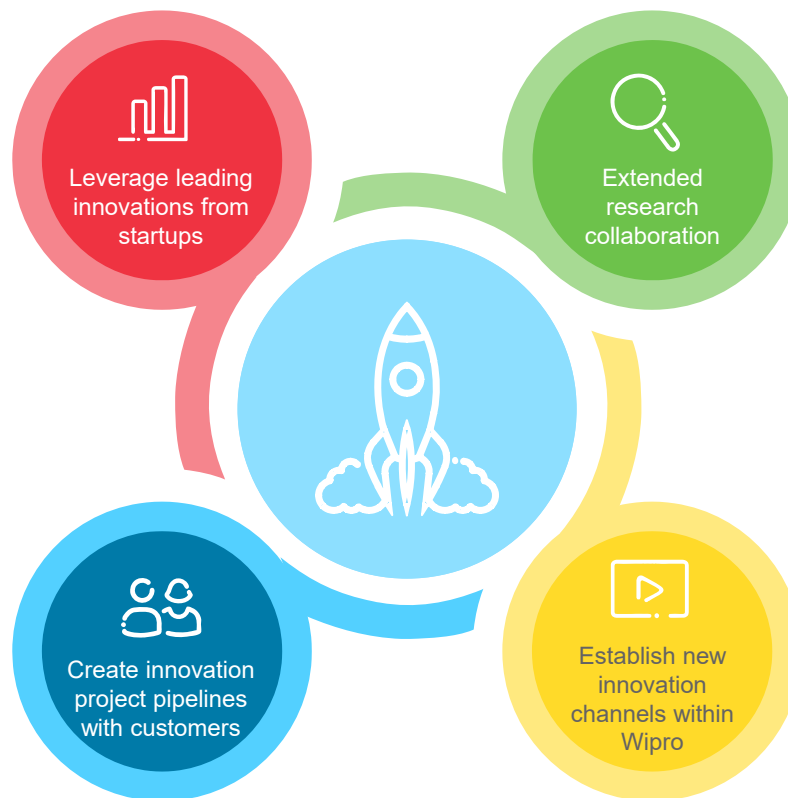 Leverage leading
innovations from
startups
Extended
research
collaboration
Create innovation
project pipelines
with customers
Establish new
innovation
channels within
Wipro